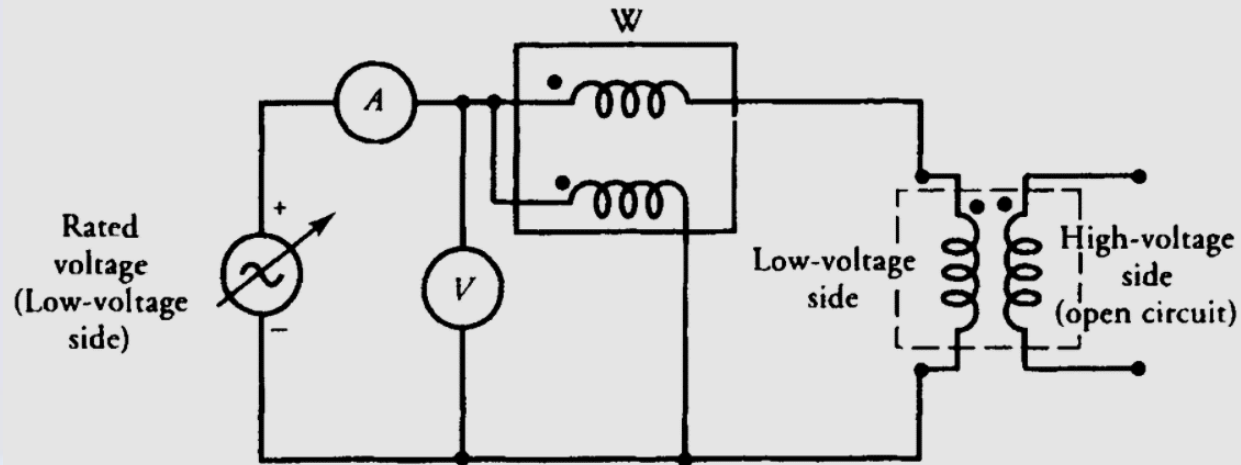 W
A
+
Rated
voltage
(Low-voltage
side)
−
V
Low-voltage
side
High-voltage
side
(open circuit)